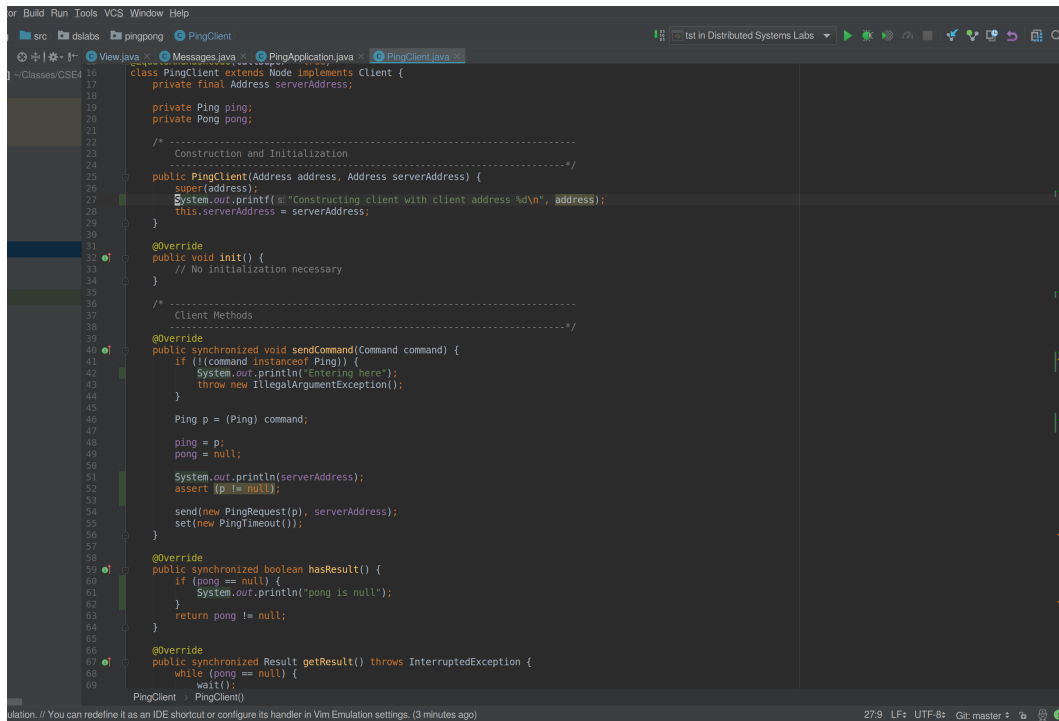 or Build Run Tools VCS Window Help
src dslabs pingpong PingClient
tst in Distributed Systems Labs
View.java Messages.java PingApplication.java PingClient.java
~/Classes/CSE4
16 class PingClient extends Node implements Client {
17 private final Address serverAddress;
18
19 private Ping ping;
20 private Pong pong;
21
22 /* -------------------------------------------------------------------------
23 Construction and Initialization
24 -----------------------------------------------------------------------*/
25 public PingClient(Address address, Address serverAddress) {
26 super(address);
27 System.out.printf( s: "Constructing client with client address %d\n", address);
28 this.serverAddress = serverAddress;
29 }
30
31 @Override
32 public void init() {
33 // No initialization necessary
34 }
35
36 /* -------------------------------------------------------------------------
37 Client Methods
38 -----------------------------------------------------------------------*/
39 @Override
40 public synchronized void sendCommand(Command command) {
41 if (!(command instanceof Ping)) {
42 System.out.println("Entering here");
43 throw new IllegalArgumentException();
44 }
45
46 Ping p = (Ping) command;
47
48 ping = p;
49 pong = null;
50
51 System.out.println(serverAddress);
52 assert (p != null);
53
54 send(new PingRequest(p), serverAddress);
55 set(new PingTimeout());
56 }
57
58 @Override
59 public synchronized boolean hasResult() {
60 if (pong == null) {
61 System.out.println("pong is null");
62 }
63 return pong != null;
64 }
65
66 @Override
67 public synchronized Result getResult() throws InterruptedException {
68 while (pong == null) {
69 wait();
PingClient > PingClient()
ulation. // You can redefine it as an IDE shortcut or configure its handler in Vim Emulation settings. (3 minutes ago)
27:9 LF UTF-8 Git: master